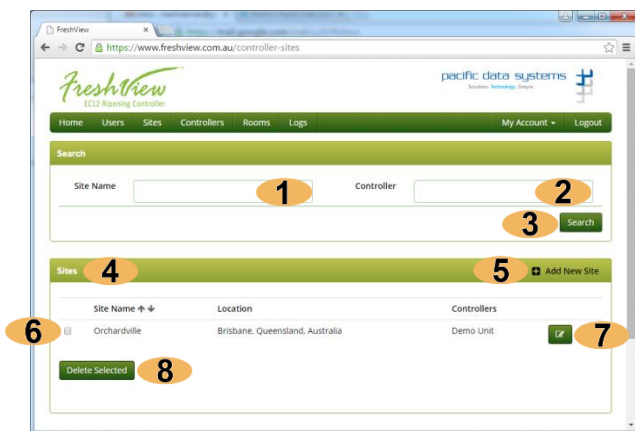 FreshView
https://www.freshview.com.au/controller-sites
FreshView
EC12 Ripening Controller
pacific data systems
Solutions. Technology. Simple.
Home Users Sites Controllers Rooms Logs My Account Logout
Search
Site Name 1 Controller 2
3 Search
Sites 4 5 Add New Site
Site Name Location Controllers
6 Orchardville Brisbane, Queensland, Australia Demo Unit 7
Delete Selected 8